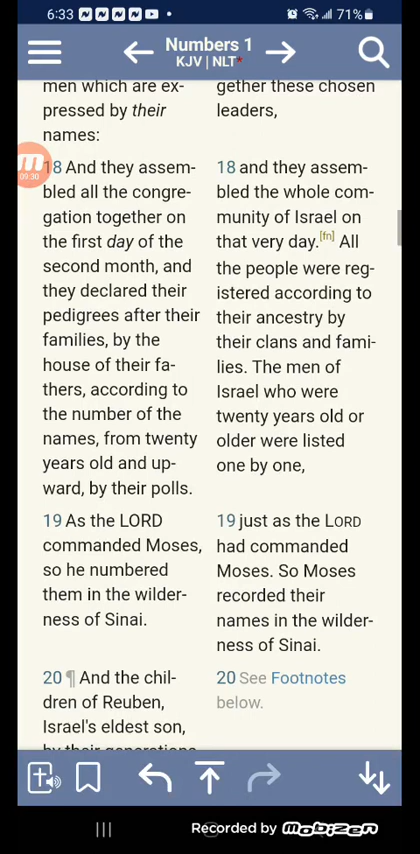 6:33 71%
Numbers 1
KJV | NLT*
men which are ex-
pressed by their
names:
18 And they assem-
bled all the congre-
gation together on
the first day of the
second month, and
they declared their
pedigrees after their
families, by the
house of their fa-
thers, according to
the number of the
names, from twenty
years old and up-
ward, by their polls.
19 As the LORD
commanded Moses,
so he numbered
them in the wilder-
ness of Sinai.
20 ¶ And the chil-
dren of Reuben,
Israel's eldest son,
by their generations
gether these chosen
leaders,
18 and they assem-
bled the whole com-
munity of Israel on
that very day.[fn] All
the people were reg-
istered according to
their ancestry by
their clans and fami-
lies. The men of
Israel who were
twenty years old or
older were listed
one by one,
19 just as the LORD
had commanded
Moses. So Moses
recorded their
names in the wilder-
ness of Sinai.
20 See Footnotes
below.
09:30
Recorded by mobizen